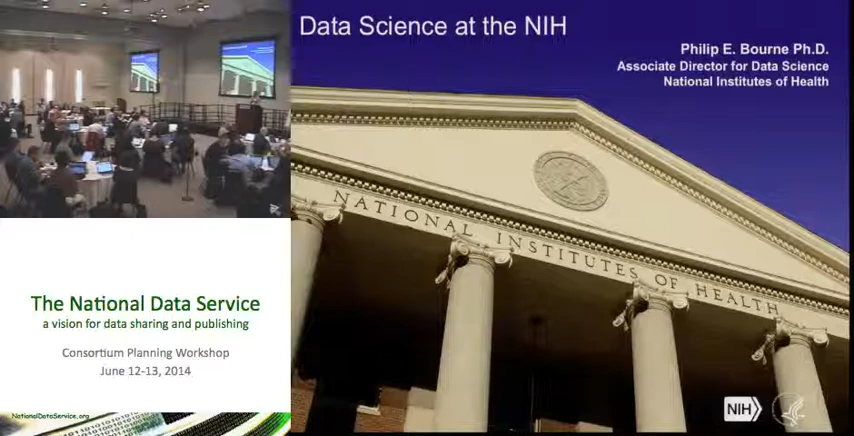 Data Science at the NIH
Philip E. Bourne Ph.D.
Associate Director for Data Science
National Institutes of Health
NATIONAL INSTITUTES OF HEALTH
NIH
The National Data Service
a vision for data sharing and publishing
Consortium Planning Workshop
June 12-13, 2014
NationalDataService.org